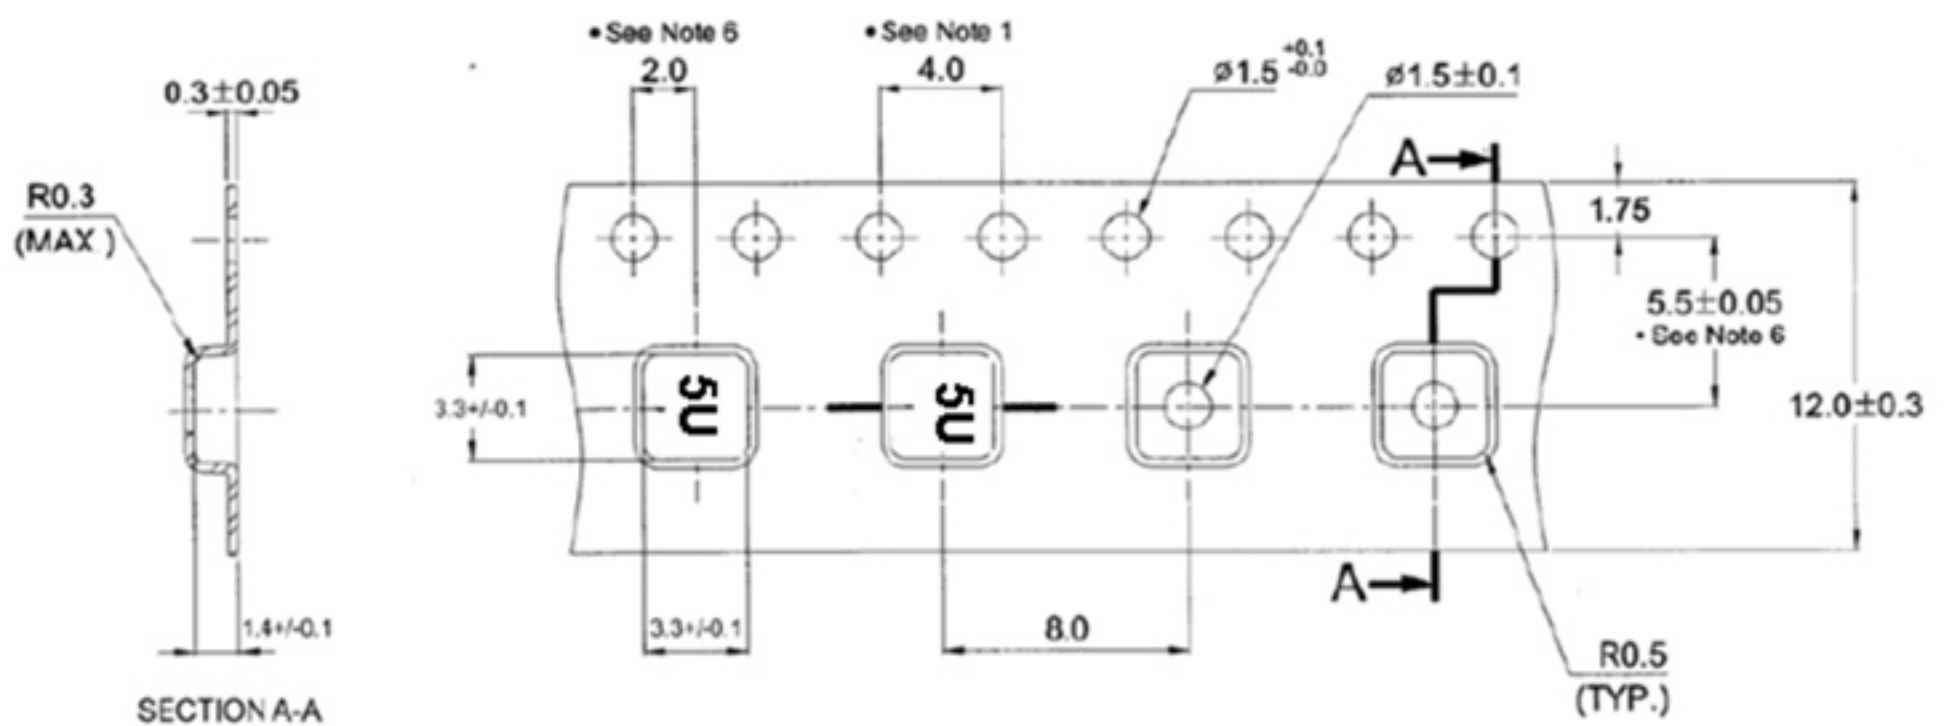 • See Note 6
2.0
• See Note 1
4.0
ø1.5 +0.1
-0.0
ø1.5±0.1
0.3±0.05
A
R0.3
(MAX.)
1.75
5.5±0.05
• See Note 6
3.3+/-0.1
5U
5U
12.0±0.3
A
1.4+/-0.1
3.3+/-0.1
8.0
R0.5
(TYP.)
SECTION A-A